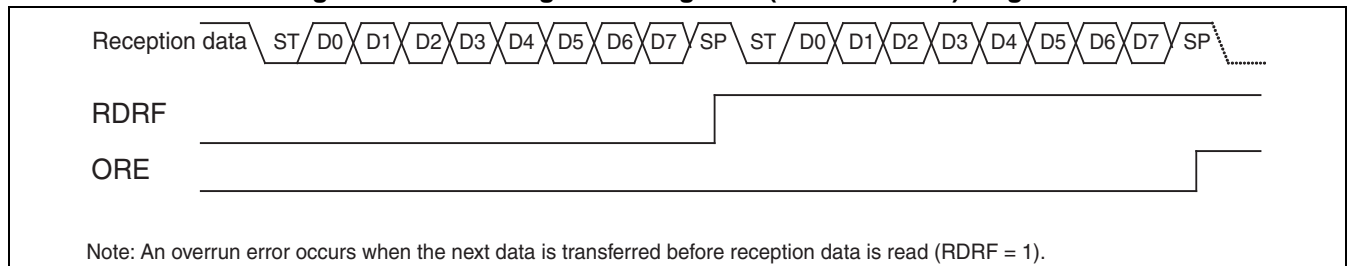 Reception data ST D0 D1 D2 D3 D4 D5 D6 D7 SP ST D0 D1 D2 D3 D4 D5 D6 D7 SP
RDRF
ORE
Note: An overrun error occurs when the next data is transferred before reception data is read (RDRF = 1).